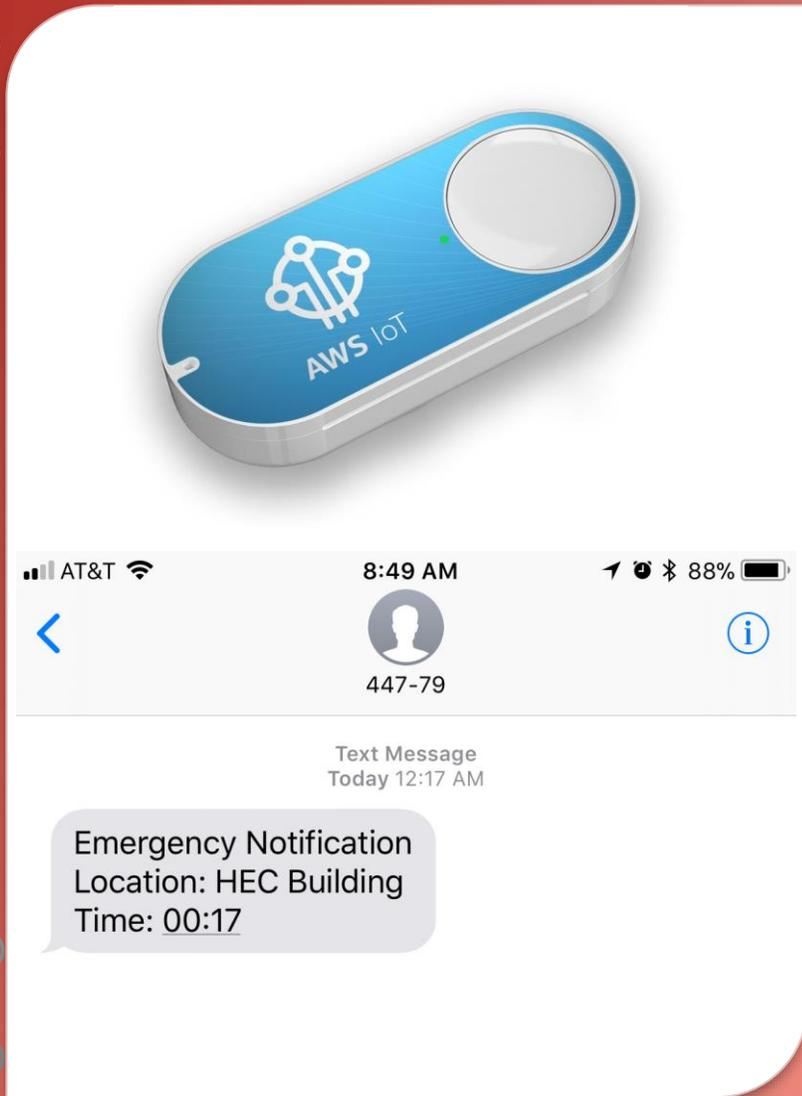 AWS IoT
AT&T 8:49 AM 88%
447-79
Text Message
Today 12:17 AM
Emergency Notification
Location: HEC Building
Time: 00:17